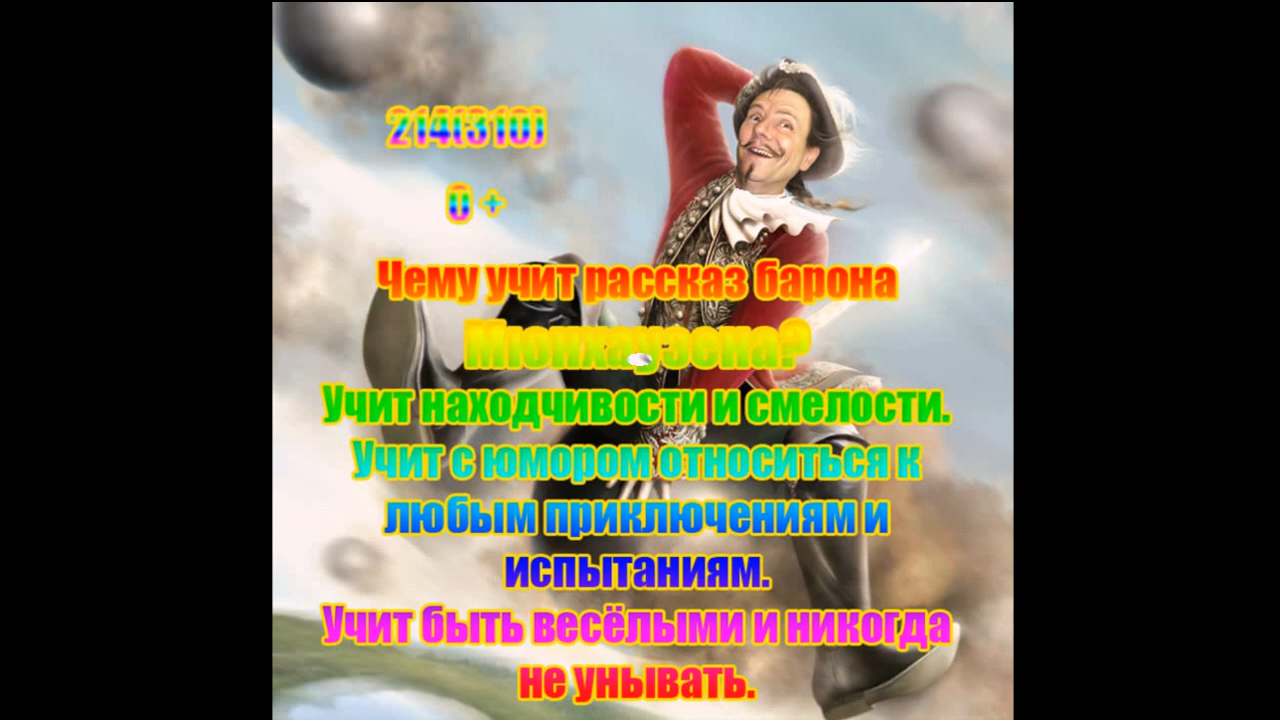 214(310)
0 +
Чему учит рассказ барона
Мюнхаузена?
Учит находчивости и смелости.
Учит с юмором относиться к
любым приключениям и
испытаниям.
Учит быть весёлыми и никогда
не унывать.